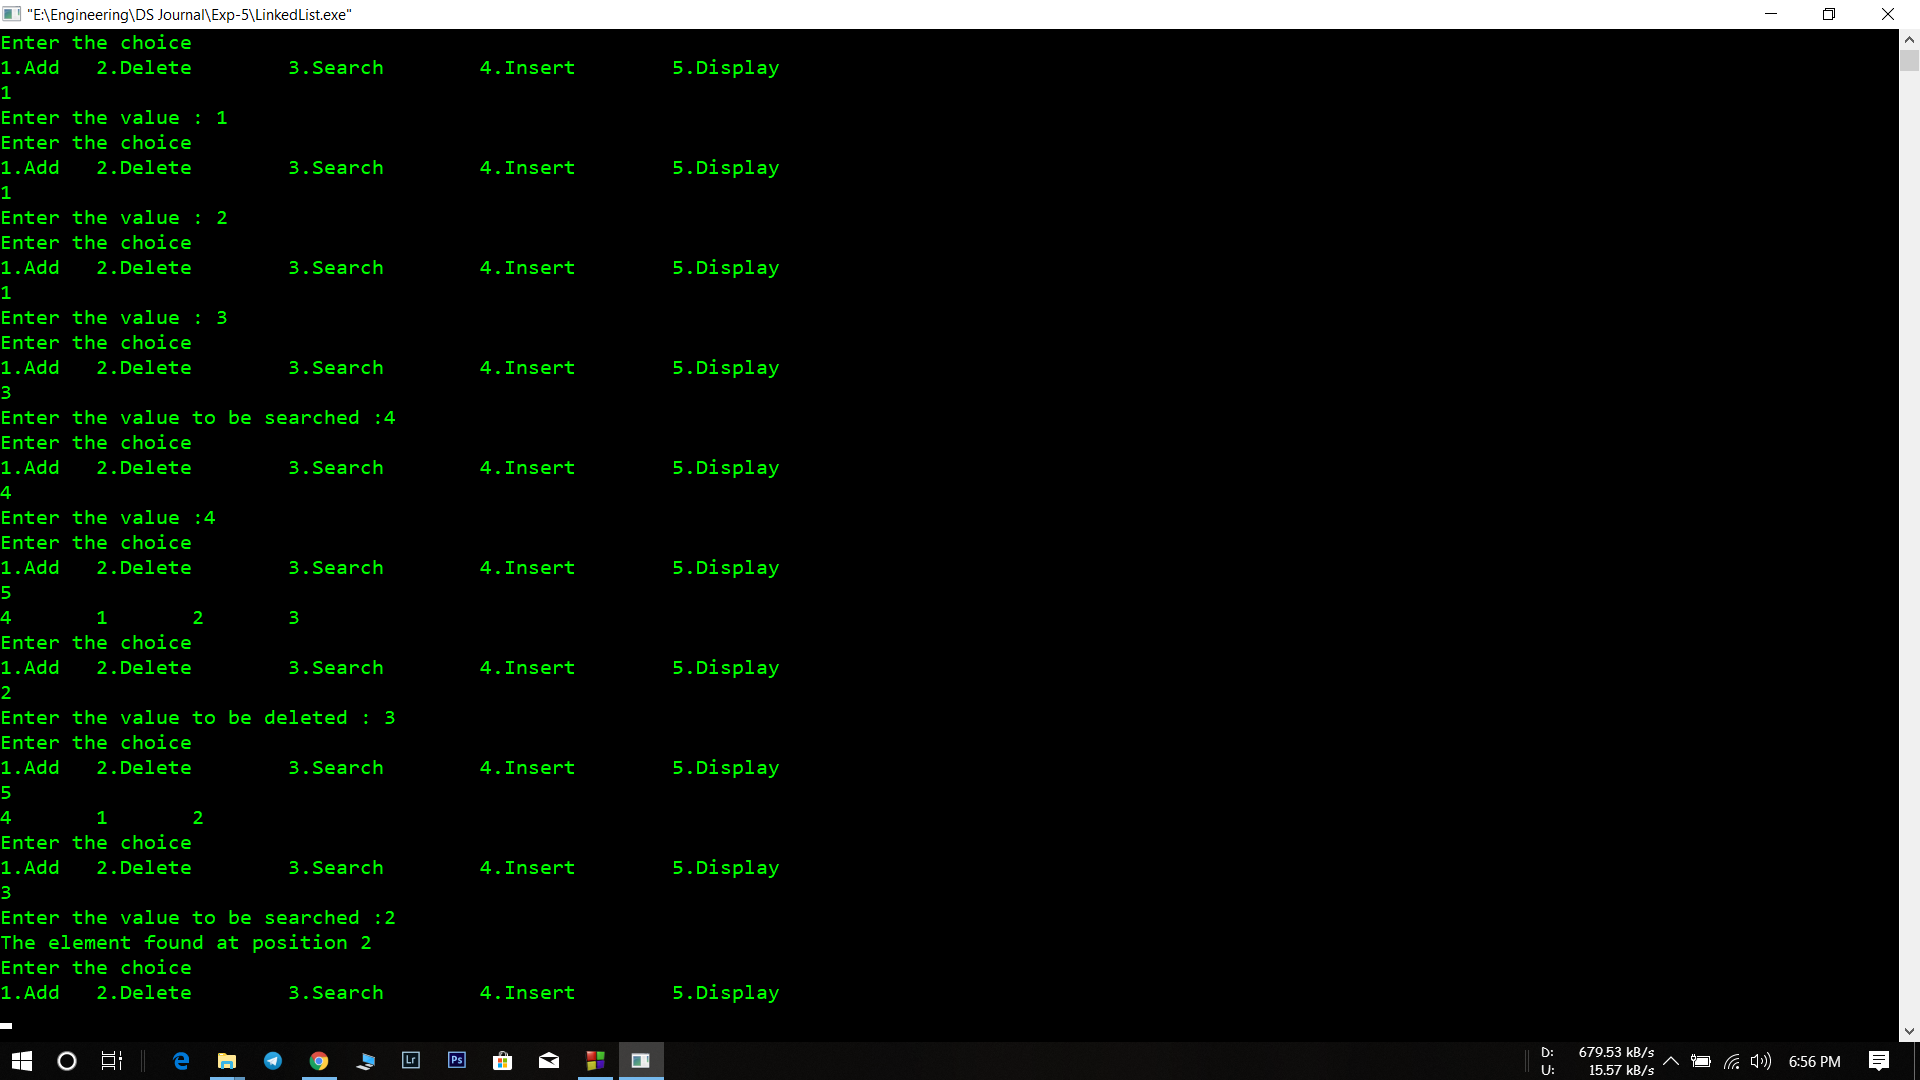 "E:\Engineering\DS Journal\Exp-5\LinkedList.exe"
Enter the choice
1.Add 2.Delete 3.Search 4.Insert 5.Display
1
Enter the value : 1
Enter the choice
1.Add 2.Delete 3.Search 4.Insert 5.Display
1
Enter the value : 2
Enter the choice
1.Add 2.Delete 3.Search 4.Insert 5.Display
1
Enter the value : 3
Enter the choice
1.Add 2.Delete 3.Search 4.Insert 5.Display
3
Enter the value to be searched :4
Enter the choice
1.Add 2.Delete 3.Search 4.Insert 5.Display
4
Enter the value :4
Enter the choice
1.Add 2.Delete 3.Search 4.Insert 5.Display
5
4 1 2 3
Enter the choice
1.Add 2.Delete 3.Search 4.Insert 5.Display
2
Enter the value to be deleted : 3
Enter the choice
1.Add 2.Delete 3.Search 4.Insert 5.Display
5
4 1 2
Enter the choice
1.Add 2.Delete 3.Search 4.Insert 5.Display
3
Enter the value to be searched :2
The element found at position 2
Enter the choice
1.Add 2.Delete 3.Search 4.Insert 5.Display
Lr Ps
D: 679.53 kB/s
U: 15.57 kB/s
6:56 PM